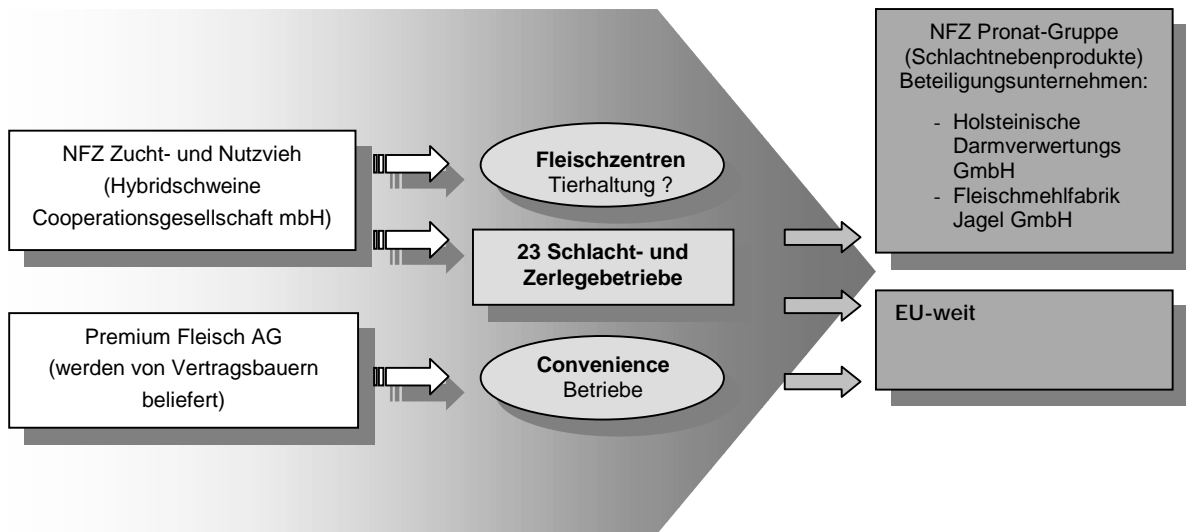 NFZ Zucht- und Nutzvieh
(Hybridschweine
Cooperationsgesellschaft mbH)
Premium Fleisch AG
(werden von Vertragsbauern
beliefert)
Fleischzentren
Tierhaltung ?
23 Schlacht- und
Zerlegebetriebe
Convenience
Betriebe
NFZ Pronat-Gruppe
(Schlachtnebenprodukte)
Beteiligungsunternehmen:
- Holsteinische
Darmverwertungs
GmbH
- Fleischmehlfabrik
Jagel GmbH
EU-weit